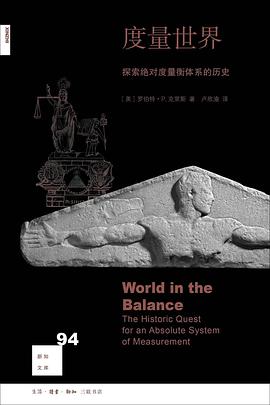 XINZHI
度量世界
探索绝对度量衡体系的历史
[美] 罗伯特·P. 克里斯 著 卢欣渝 译
World in the
Balance
The Historic Quest
for an Absolute System
of Measurement
94
新知
文库
生活·讀書·新知 三联书店